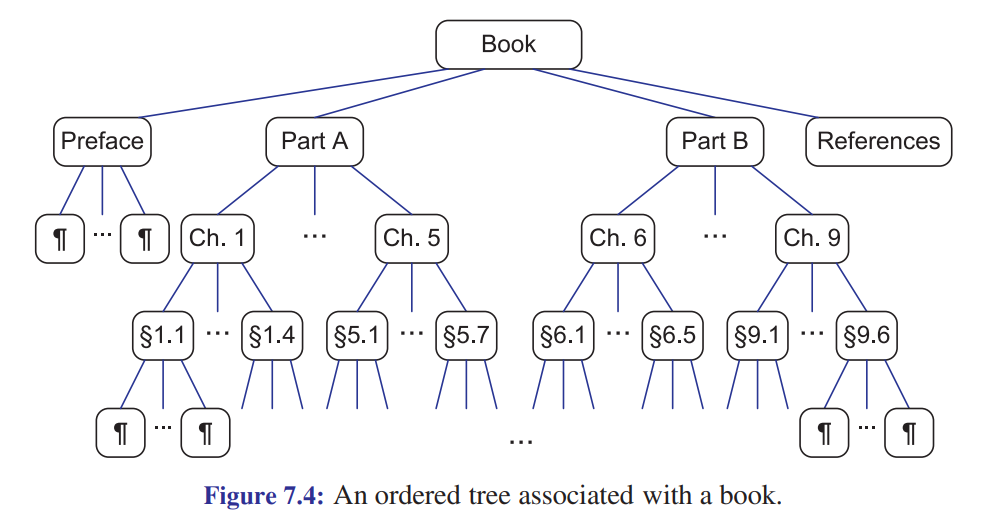 Book
Preface Part A Part B References
¶ ... ¶ Ch. 1 ... Ch. 5 Ch. 6 ... Ch. 9
§1.1 ... §1.4 §5.1 ... §5.7 §6.1 ... §6.5 §9.1 ... §9.6
¶ ... ¶ ... ¶ ... ¶
Figure 7.4: An ordered tree associated with a book.